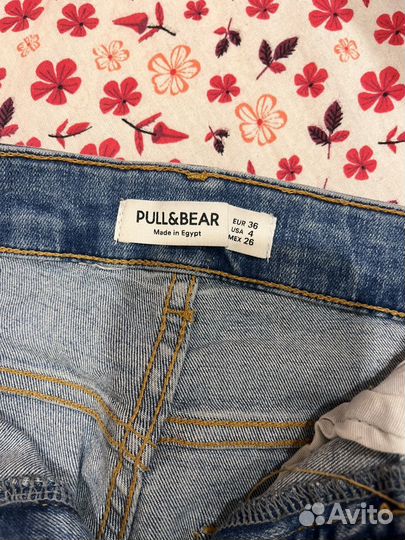 PULL&BEAR
Made in Egypt
EUR 36
USA 4
MEX 26
Avito